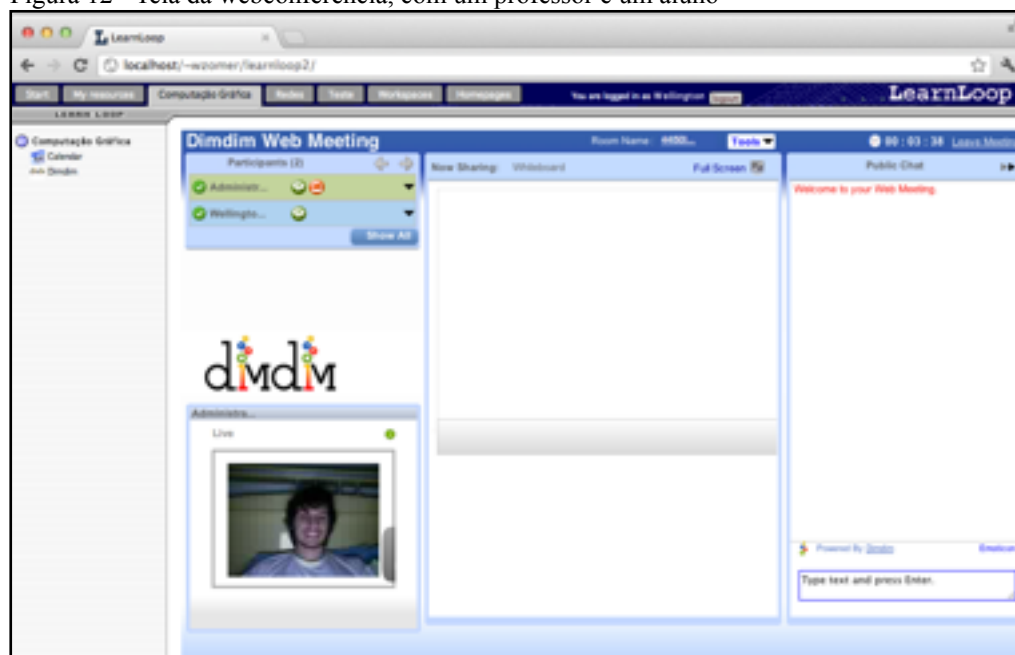 Figura 12 - Tela da webconferência, com um professor e um aluno
LearnLoop
localhost/~wzomer/learnloop2/
Start My resources Computação Gráfica Redes Teste Workspaces Homepages You are logged in as Wellington LearnLoop
LEARN LOOP
Computação Gráfica
Calendar
Dimdim
Dimdim Web Meeting Room Name: Tools 00 : 03 : 38 Leave Meeting
Participants (2) Now Sharing: Whiteboard Full Screen Public Chat
Administr... Welcome to your Web Meeting.
Wellingto...
Show All
dimdim
Administra...
Live
Powered By Dimdim Emoticon
Type text and press Enter.